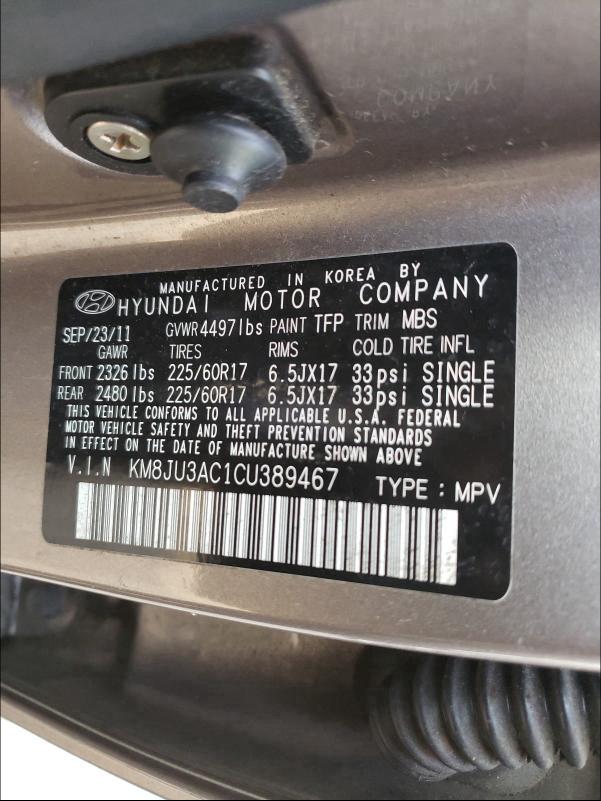 MANUFACTURED IN KOREA BY
HYUNDAI MOTOR COMPANY
SEP/23/11 GVWR4497lbs PAINT TFP TRIM MBS
GAWR TIRES RIMS COLD TIRE INFL
FRONT 2326 lbs 225/60R17 6.5JX17 33psi SINGLE
REAR 2480 lbs 225/60R17 6.5JX17 33psi SINGLE
THIS VEHICLE CONFORMS TO ALL APPLICABLE U.S.A. FEDERAL
MOTOR VEHICLE SAFETY AND THEFT PREVENTION STANDARDS
IN EFFECT ON THE DATE OF MANUFACTURE SHOWN ABOVE
V.I.N KM8JU3AC1CU389467 TYPE : MPV